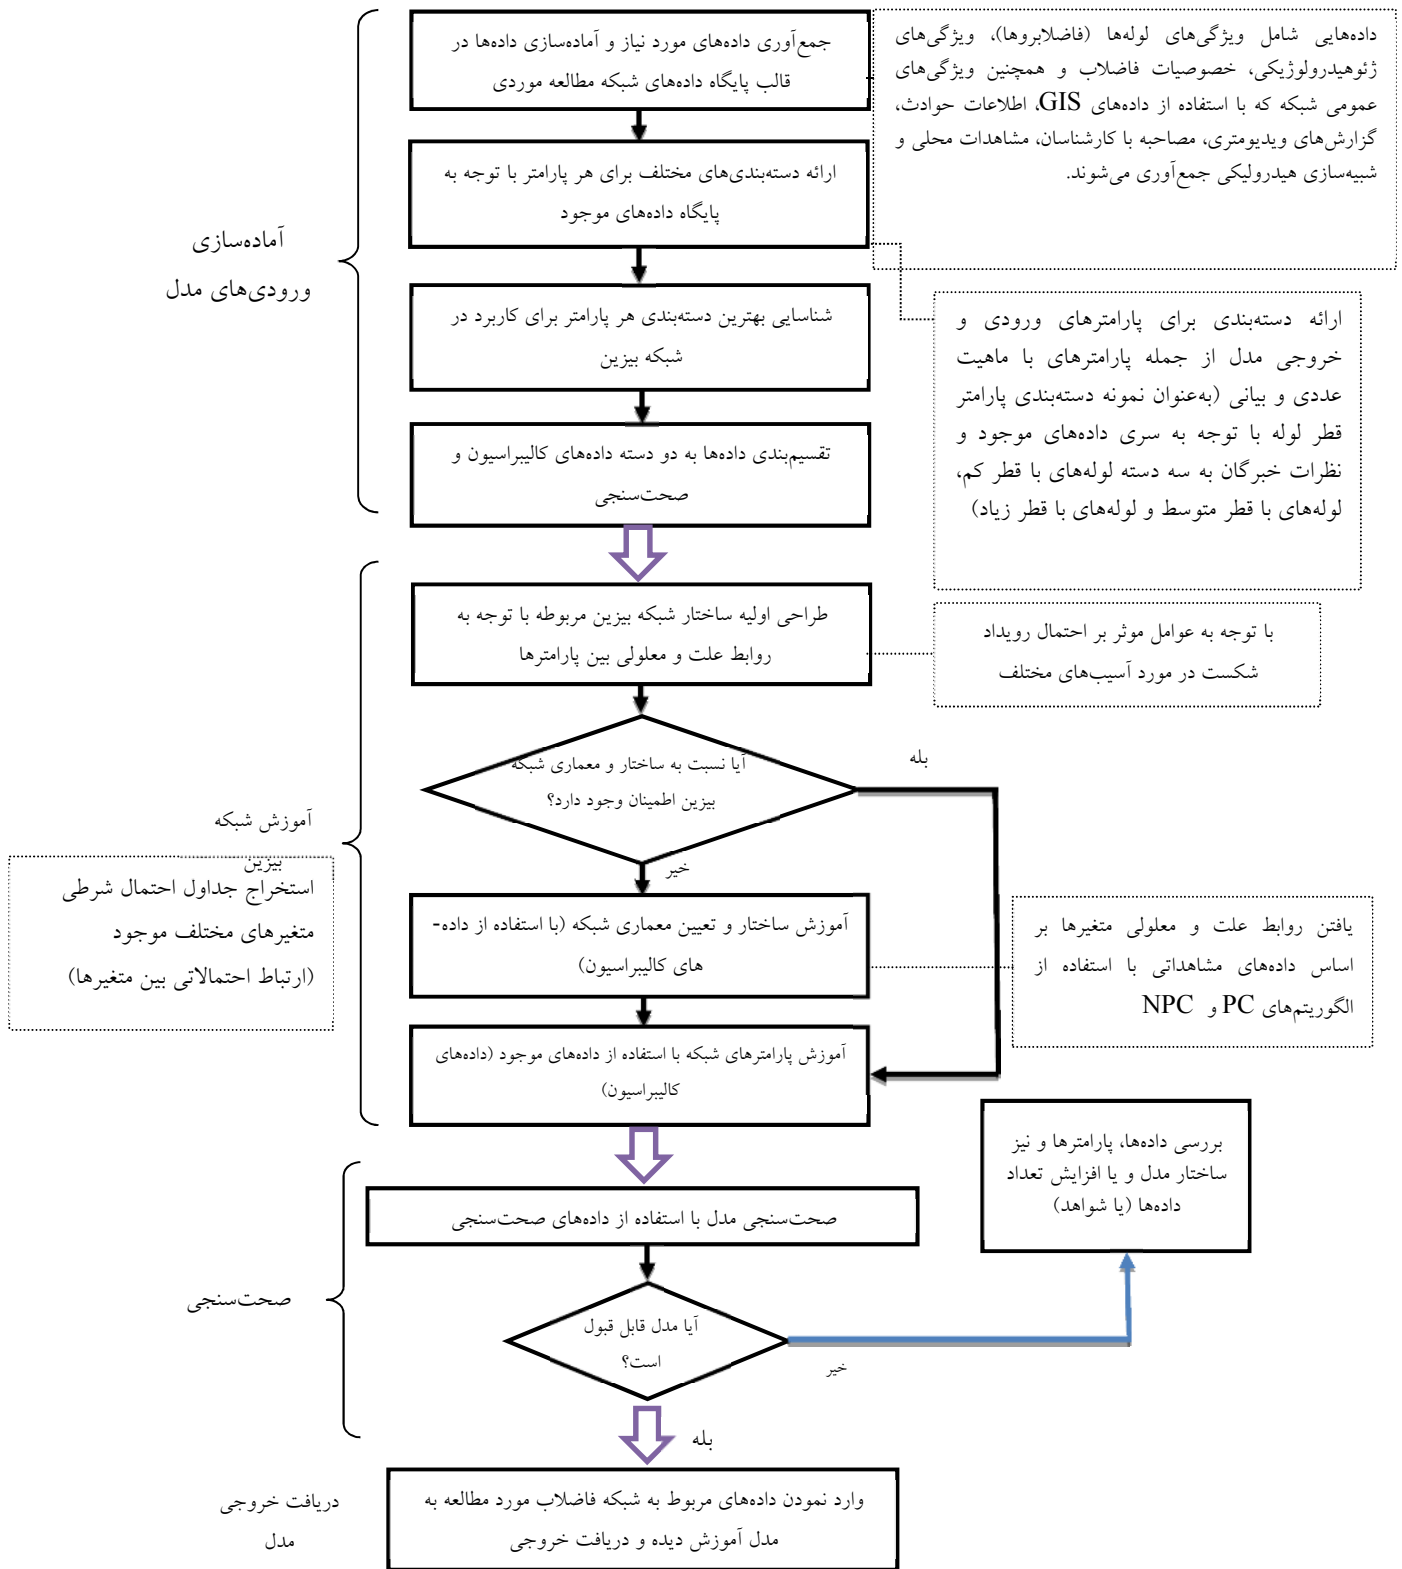 جمع‌آوری داده‌های مورد نیاز و آماده‌سازی داده‌ها در
قالب پایگاه داده‌های شبکه مطالعه موردی
داده‌هایی شامل ویژگی‌های لوله‌ها (فاضلابروها)، ویژگی‌های
ژئوهیدرولوژیکی، خصوصیات فاضلاب و همچنین ویژگی‌های
عمومی شبکه که با استفاده از داده‌های GIS، اطلاعات حوادث،
گزارش‌های ویدیومتری، مصاحبه با کارشناسان، مشاهدات محلی و
شبیه‌سازی هیدرولیکی جمع‌آوری می‌شوند.
ارائه دسته‌بندی‌های مختلف برای هر پارامتر با توجه به
پایگاه داده‌های موجود
آماده‌سازی
ورودی‌های مدل
شناسایی بهترین دسته‌بندی هر پارامتر برای کاربرد در
شبکه بیزین
ارائه دسته‌بندی برای پارامترهای ورودی و
خروجی مدل از جمله پارامترهای با ماهیت
عددی و بیانی (به‌عنوان نمونه دسته‌بندی پارامتر
قطر لوله با توجه به سری داده‌های موجود و
نظرات خبرگان به سه دسته لوله‌های با قطر کم،
لوله‌های با قطر متوسط و لوله‌های با قطر زیاد)
تقسیم‌بندی داده‌ها به دو دسته داده‌های کالیبراسیون و
صحت‌سنجی
طراحی اولیه ساختار شبکه بیزین مربوطه با توجه به
روابط علت و معلولی بین پارامترها
با توجه به عوامل موثر بر احتمال رویداد
شکست در مورد آسیب‌های مختلف
آیا نسبت به ساختار و معماری شبکه
بیزین اطمینان وجود دارد؟
بله
خیر
آموزش شبکه
بیزین
استخراج جداول احتمال شرطی
متغیرهای مختلف موجود
(ارتباط احتمالاتی بین متغیرها)
آموزش ساختار و تعیین معماری شبکه (با استفاده از داده-
های کالیبراسیون)
یافتن روابط علت و معلولی متغیرها بر
اساس داده‌های مشاهداتی با استفاده از
الگوریتم‌های PC و NPC
آموزش پارامترهای شبکه با استفاده از داده‌های موجود (داده‌های
کالیبراسیون)
بررسی داده‌ها، پارامترها و نیز
ساختار مدل و یا افزایش تعداد
داده‌ها (یا شواهد)
صحت‌سنجی مدل با استفاده از داده‌های صحت‌سنجی
صحت‌سنجی
آیا مدل قابل قبول
است؟
خیر
بله
دریافت خروجی
مدل
وارد نمودن داده‌های مربوط به شبکه فاضلاب مورد مطالعه به
مدل آموزش دیده و دریافت خروجی